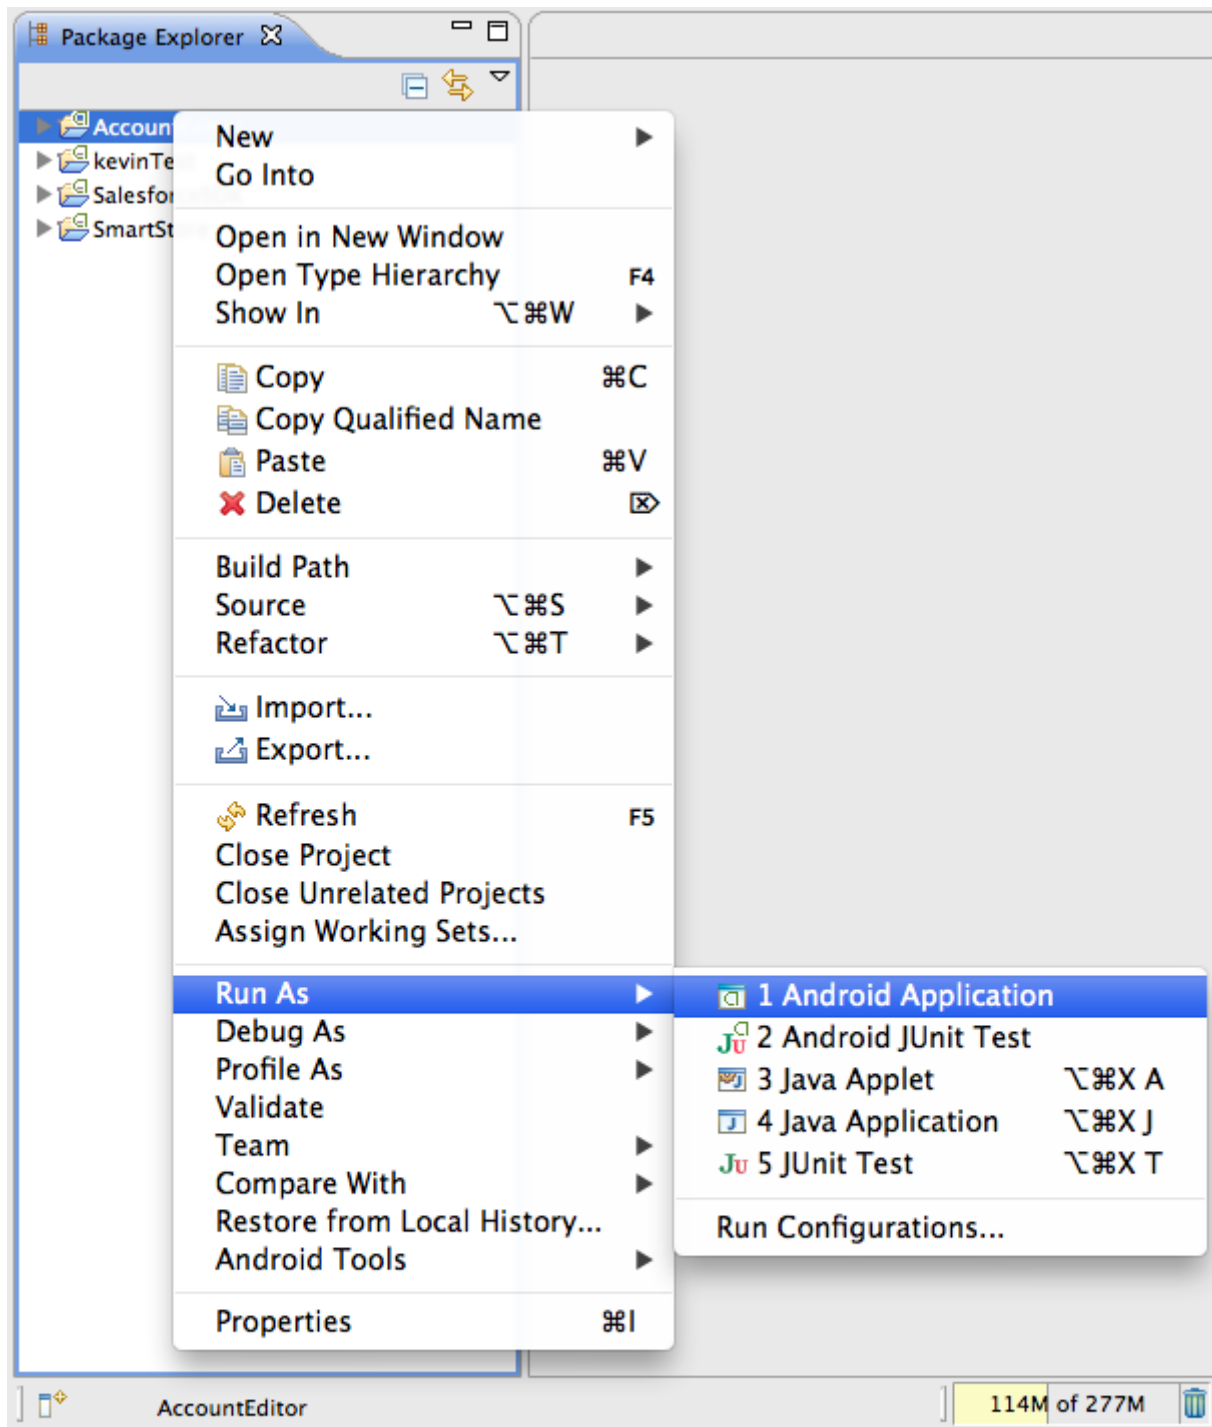 Package Explorer
Account
New
kevinTe
Go Into
Salesfo
SmartSt
Open in New Window
Open Type Hierarchy F4
Show In ⌥⌘W
Copy ⌘C
Copy Qualified Name
Paste ⌘V
Delete ⌦
Build Path
Source ⌥⌘S
Refactor ⌥⌘T
Import...
Export...
Refresh F5
Close Project
Close Unrelated Projects
Assign Working Sets...
Run As
1 Android Application
Debug As
2 Android JUnit Test
Profile As
3 Java Applet ⌥⌘X A
Validate
4 Java Application ⌥⌘X J
Team
5 JUnit Test ⌥⌘X T
Compare With
Restore from Local History...
Run Configurations...
Android Tools
Properties ⌘I
AccountEditor
114M of 277M